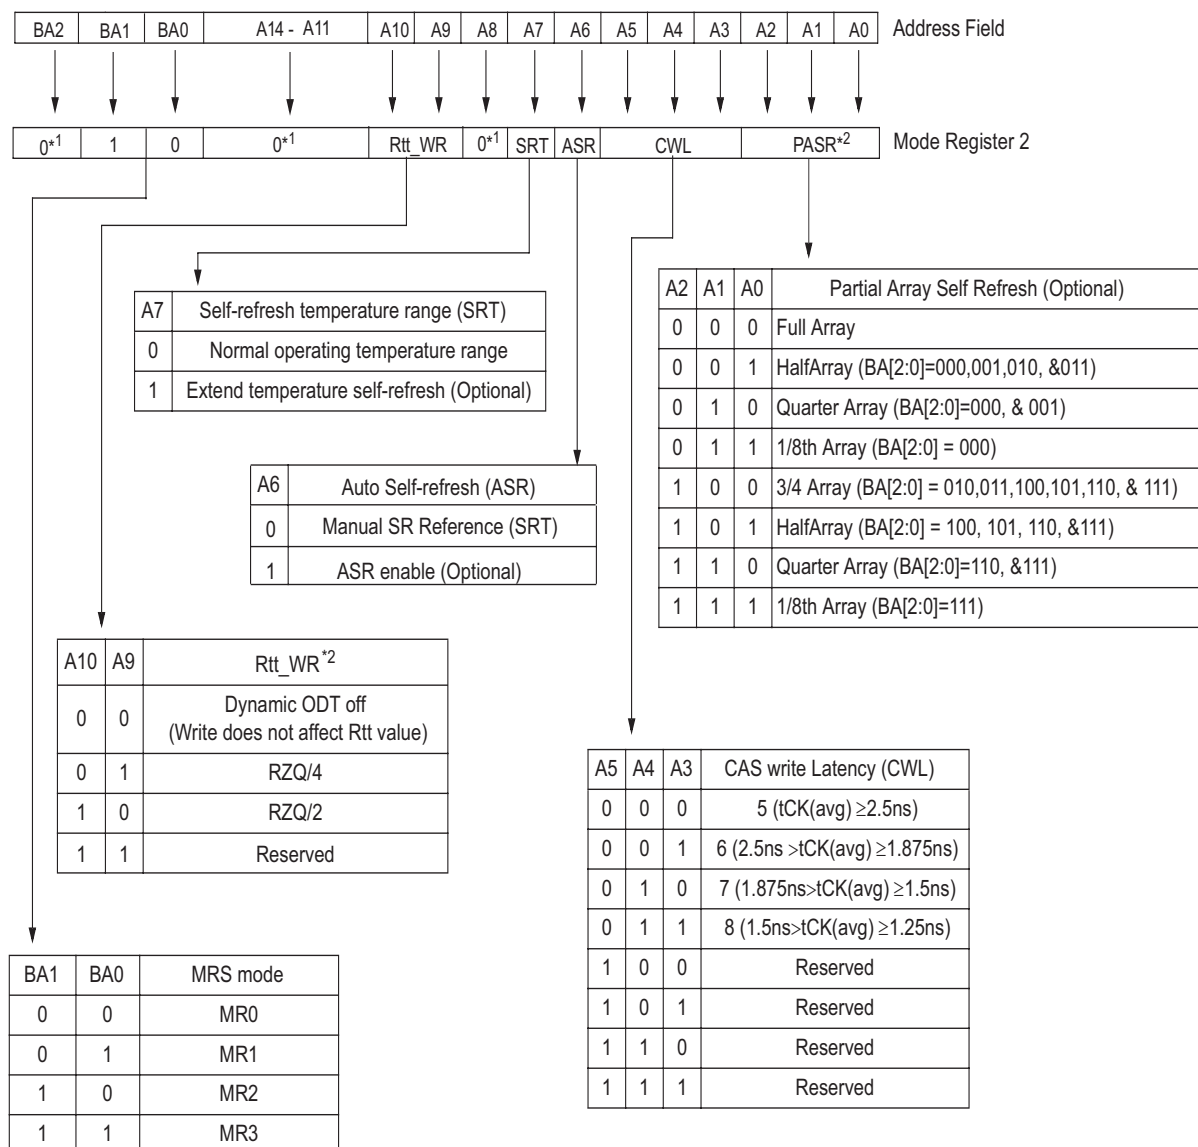 BA2 BA1 BA0 A14 - A11 A10 A9 A8 A7 A6 A5 A4 A3 A2 A1 A0 Address Field
0*1 1 0 0*1 Rtt_WR 0*1 SRT ASR CWL PASR*2 Mode Register 2
A7 Self-refresh temperature range (SRT)
0 Normal operating temperature range
1 Extend temperature self-refresh (Optional)
A2 A1 A0 Partial Array Self Refresh (Optional)
0 0 0 Full Array
0 0 1 HalfArray (BA[2:0]=000,001,010, &011)
0 1 0 Quarter Array (BA[2:0]=000, & 001)
0 1 1 1/8th Array (BA[2:0] = 000)
1 0 0 3/4 Array (BA[2:0] = 010,011,100,101,110, & 111)
1 0 1 HalfArray (BA[2:0] = 100, 101, 110, &111)
1 1 0 Quarter Array (BA[2:0]=110, &111)
1 1 1 1/8th Array (BA[2:0]=111)
A6 Auto Self-refresh (ASR)
0 Manual SR Reference (SRT)
1 ASR enable (Optional)
A10 A9 Rtt_WR*2
0 0 Dynamic ODT off
(Write does not affect Rtt value)
0 1 RZQ/4
1 0 RZQ/2
1 1 Reserved
A5 A4 A3 CAS write Latency (CWL)
0 0 0 5 (tCK(avg) ≥2.5ns)
0 0 1 6 (2.5ns >tCK(avg) ≥1.875ns)
0 1 0 7 (1.875ns>tCK(avg) ≥1.5ns)
0 1 1 8 (1.5ns>tCK(avg) ≥1.25ns)
1 0 0 Reserved
1 0 1 Reserved
1 1 0 Reserved
1 1 1 Reserved
BA1 BA0 MRS mode
0 0 MR0
0 1 MR1
1 0 MR2
1 1 MR3